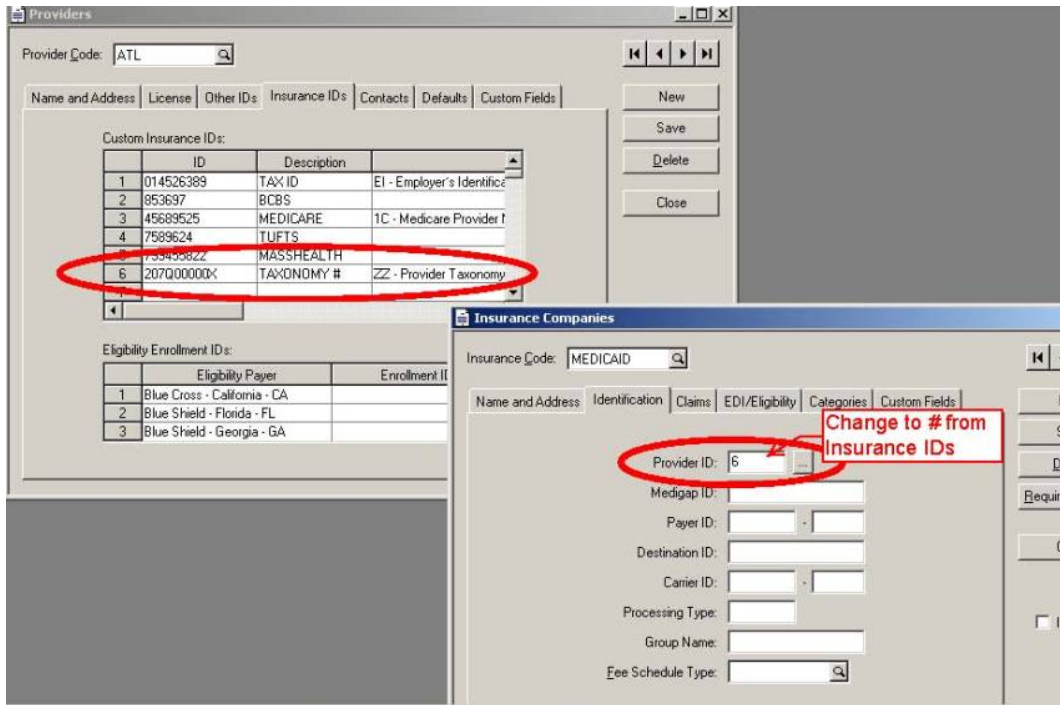 Providers
Provider Code: ATL
Name and Address License Other IDs Insurance IDs Contacts Defaults Custom Fields
New
Save
Delete
Close
Custom Insurance IDs:
ID Description
1 014526389 TAX ID EI - Employer's Identifica
2 853697 BCBS
3 45689525 MEDICARE 1C - Medicare Provider
4 7589624 TUFTS
MASSHEALTH
6 207Q00000X TAXONOMY # ZZ - Provider Taxonomy
Eligibility Enrollment IDs:
Eligibility Payer Enrollment
1 Blue Cross - California - CA
2 Blue Shield - Florida - FL
3 Blue Shield - Georgia - GA
Insurance Companies
Insurance Code: MEDICAID
Name and Address Identification Claims EDI/Eligibility Categories Custom Fields
Change to # from
Insurance IDs
Provider ID: 6 ...
Medigap ID:
Payer ID: -
Requir
Destination ID:
Carrier ID: -
Processing Type:
Group Name:
Fee Schedule Type: